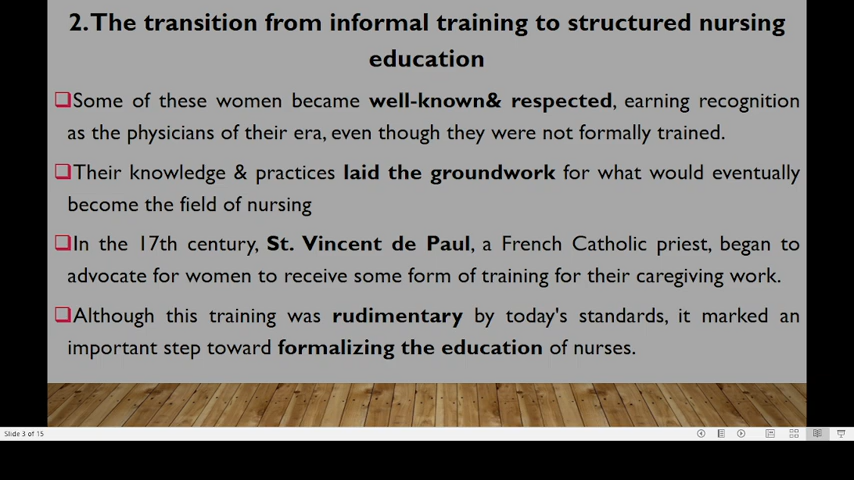 2.The transition from informal training to structured nursing
education
❑Some of these women became well-known& respected, earning recognition
as the physicians of their era, even though they were not formally trained.
❑Their knowledge & practices laid the groundwork for what would eventually
become the field of nursing
❑In the 17th century, St. Vincent de Paul, a French Catholic priest, began to
advocate for women to receive some form of training for their caregiving work.
❑Although this training was rudimentary by today's standards, it marked an
important step toward formalizing the education of nurses.
Slide 3 of 15